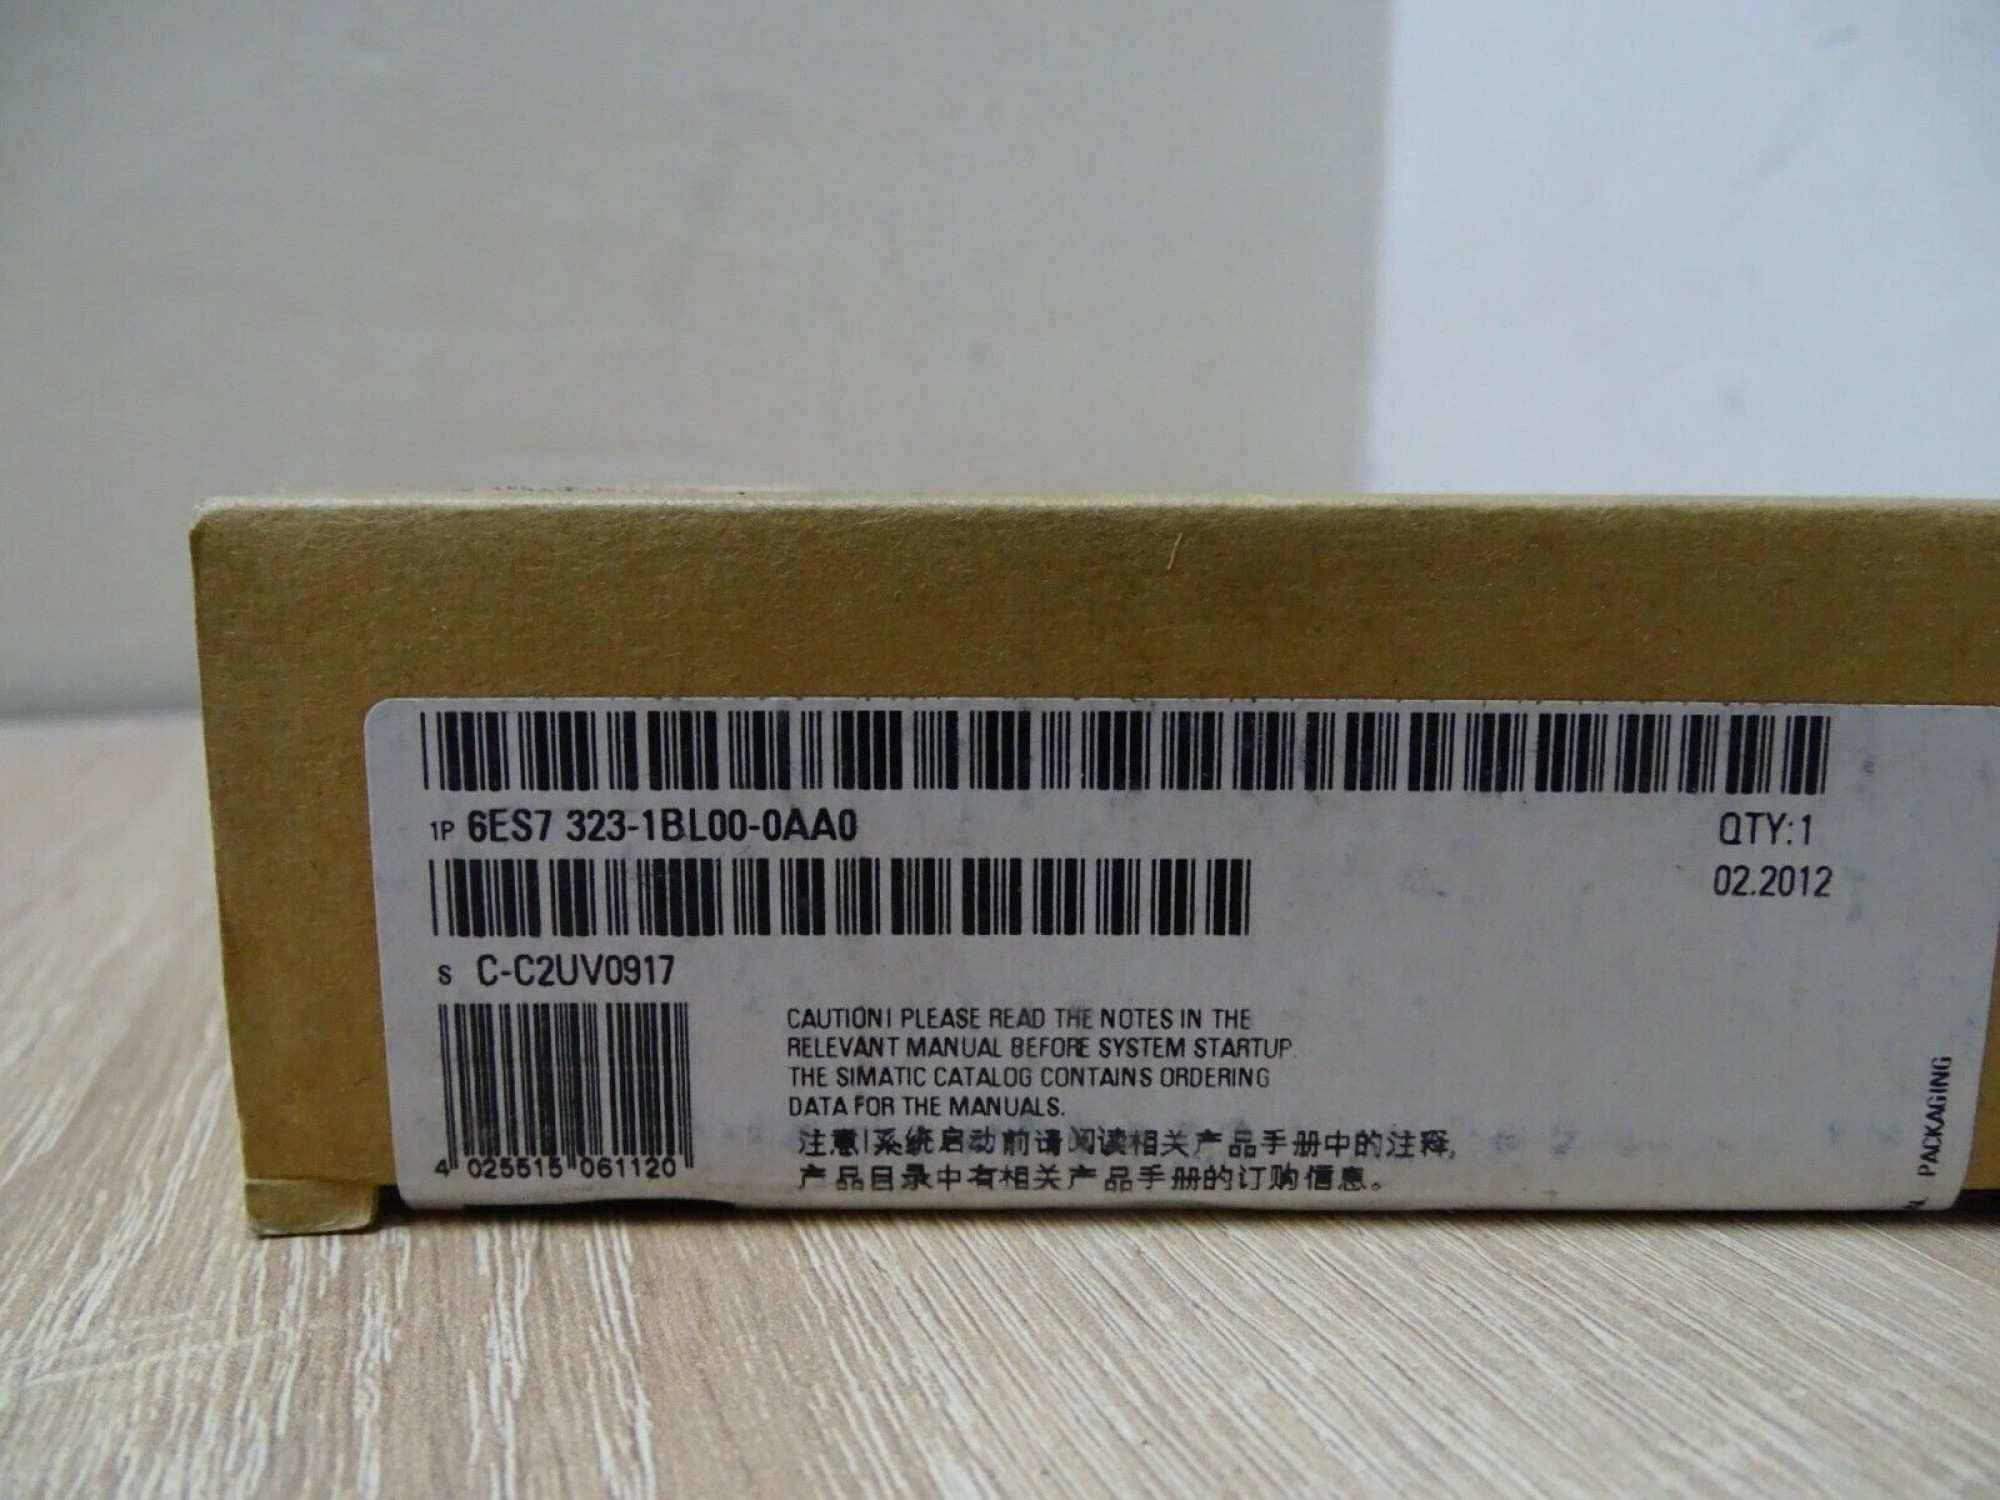 1P 6ES7 323-1BL00-0AA0
QTY:1
02.2012
S C-C2UV0917
CAUTION! PLEASE READ THE NOTES IN THE
RELEVANT MANUAL BEFORE SYSTEM STARTUP.
THE SIMATIC CATALOG CONTAINS ORDERING
DATA FOR THE MANUALS.
注意!系统启动前请阅读相关产品手册中的注释,
产品目录中有相关产品手册的订购信息。
4 025515 061120
PACKAGING